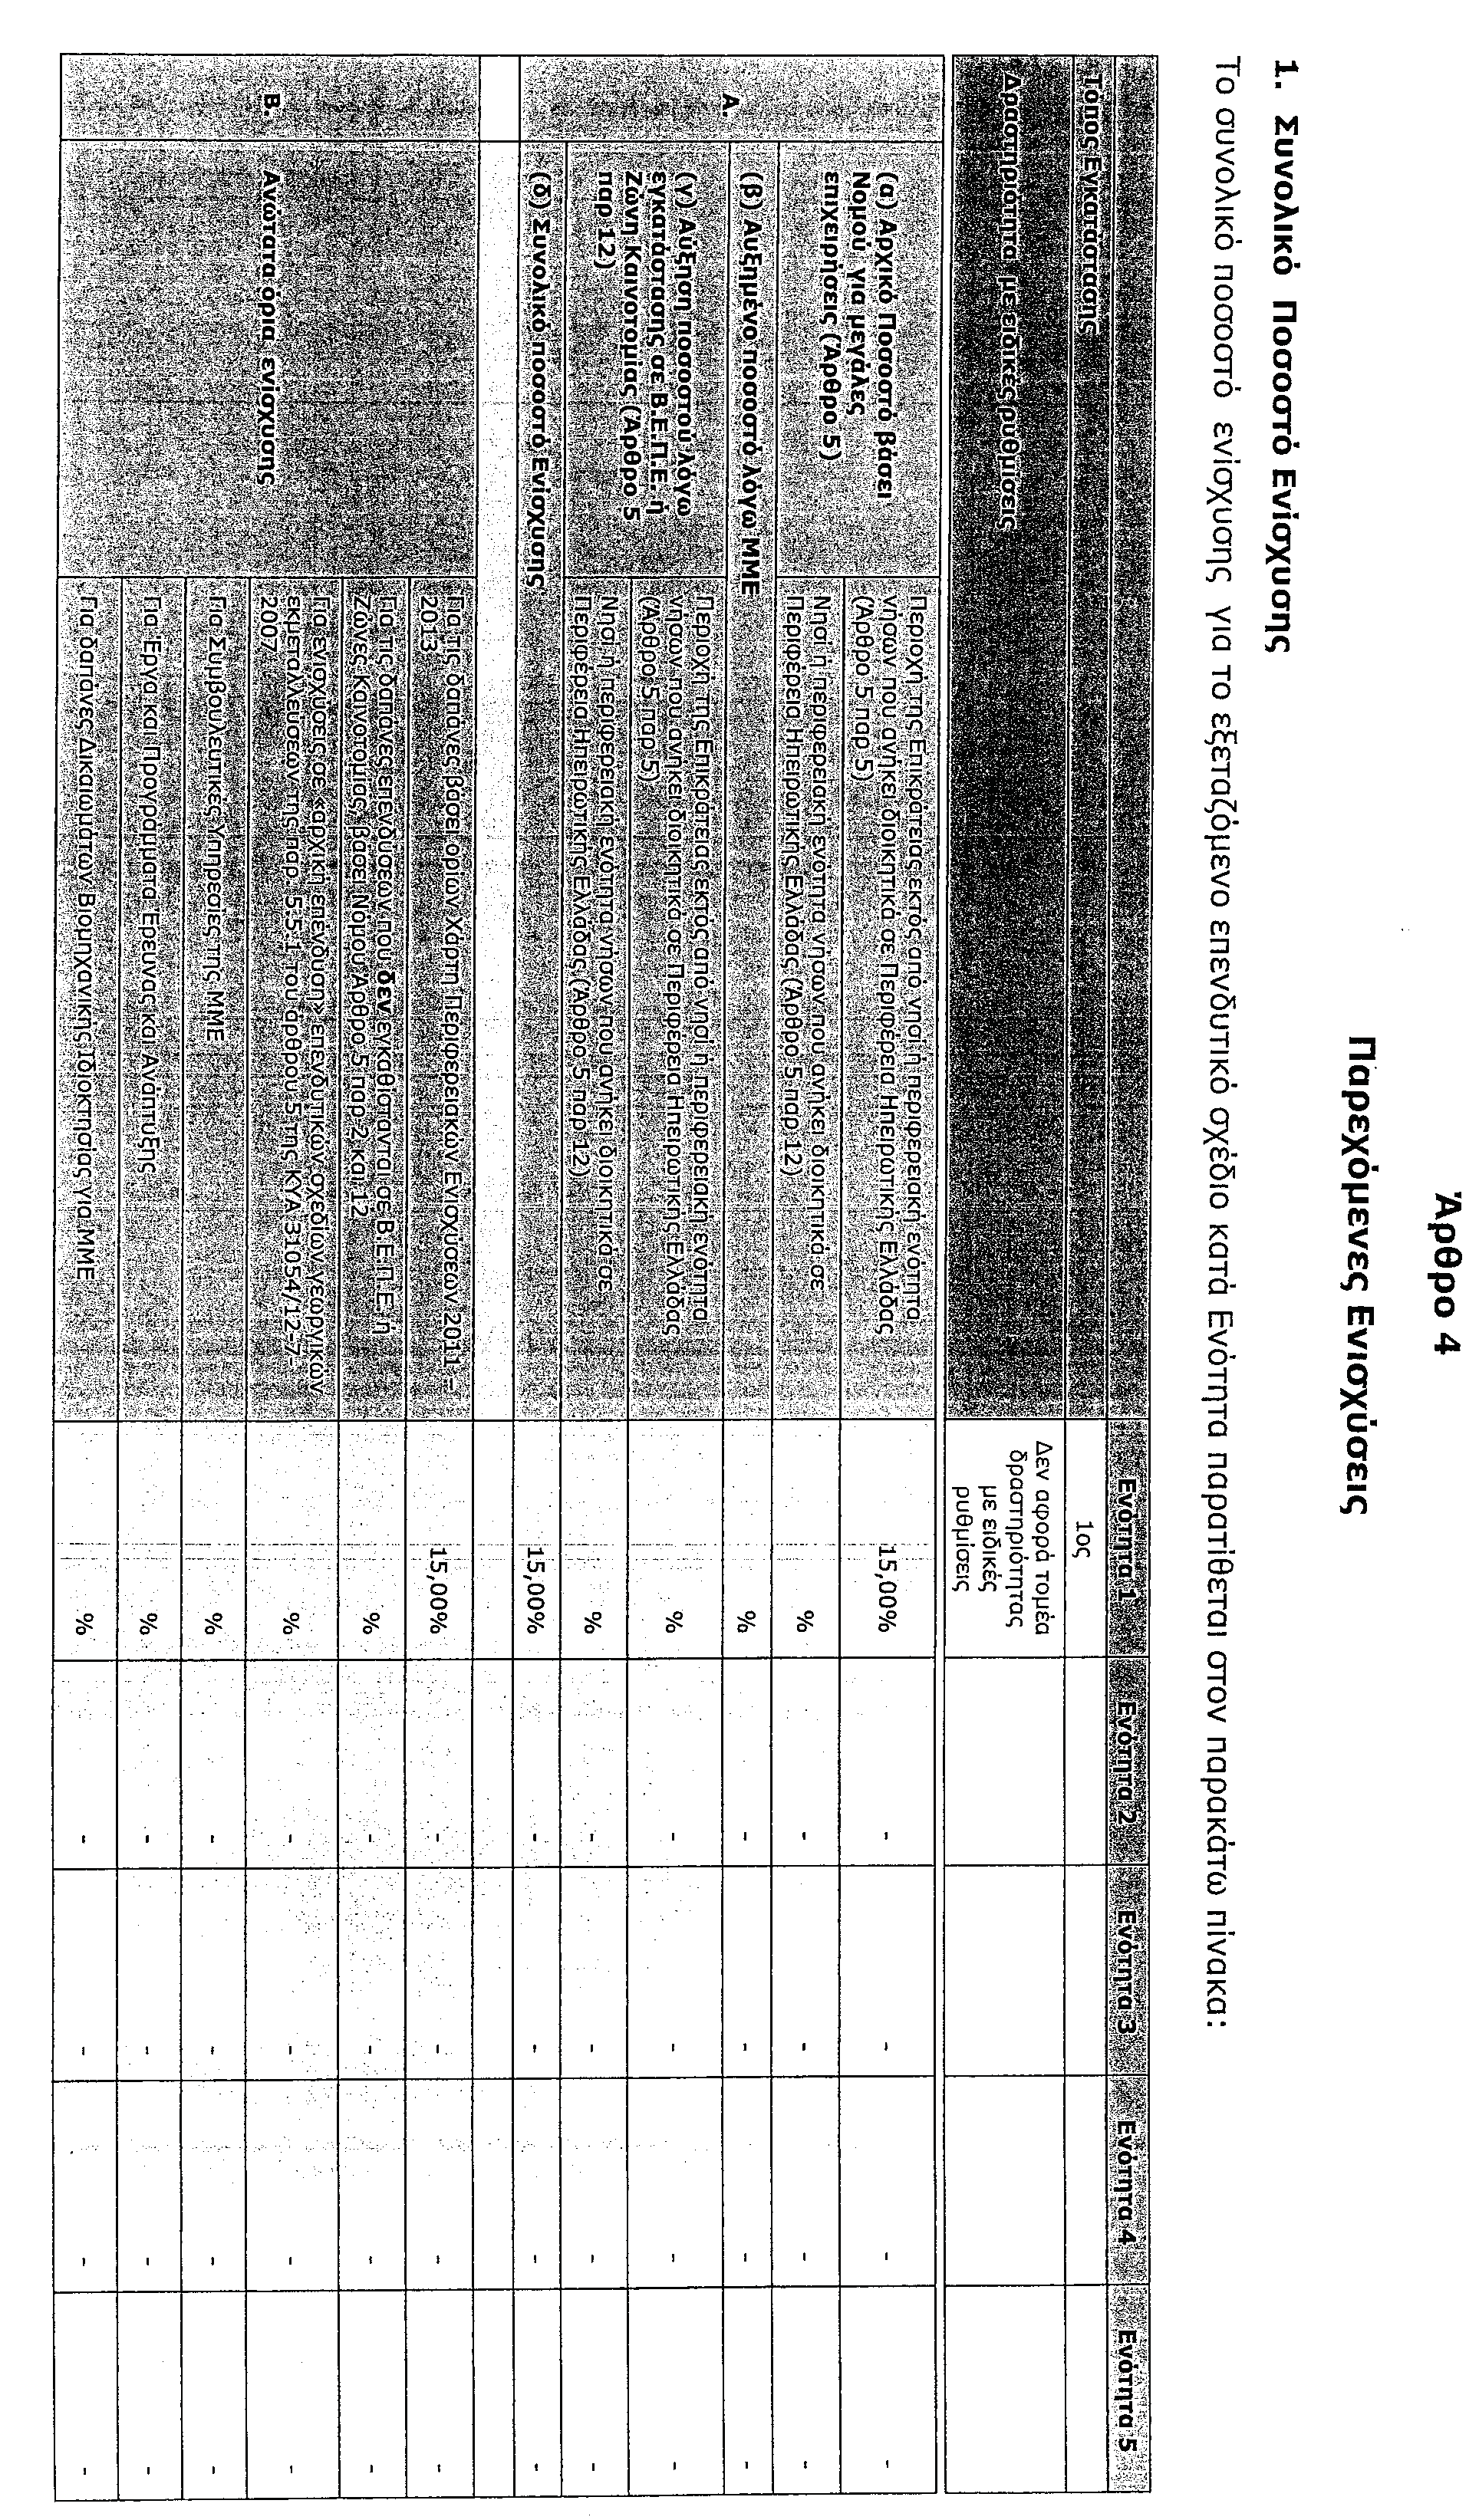 Άρθρο 4
Παρεχόμενες Ενισχύσεις
1. Συνολικό Ποσοστό Ενίσχυσης
Το συνολικό ποσοστό ενίσχυσης για το εξεταζόμενο επενδυτικό σχέδιο κατά Ενότητα παρατίθεται στον παρακάτω πίνακα:
Ενότητα 1 Ενότητα 2 Ενότητα 3 Ενότητα 4 Ενότητα 5
Τόπος Εγκατάστασης 1ος
Δραστηριότητα με ειδικές ρυθμίσεις
Δεν αφορά τομέα
δραστηριότητας
με ειδικές
ρυθμίσεις
Α.
(α) Αρχικό Ποσοστό βάσει
Νομού για μεγάλες
επιχειρήσεις (Άρθρο 5)
Περιοχή της Επικράτειας εκτός από νησί ή περιφερειακή ενότητα
νήσων που ανήκει διοικητικά σε Περιφέρεια Ηπειρωτικής Ελλάδας
(Άρθρο 5 παρ 5)
15,00% - - - -
Νησί ή περιφερειακή ενότητα νήσων που ανήκει διοικητικά σε
Περιφέρεια Ηπειρωτικής Ελλάδας (Άρθρο 5 παρ 12)
% - - - -
(β) Αυξημένο ποσοστό λόγω ΜΜΕ % - - - -
(γ) Αύξηση ποσοστού λόγω
εγκατάστασης σε Β.Ε.Π.Ε. ή
Ζώνη Καινοτομίας (Άρθρο 5
παρ 12)
Περιοχή της Επικράτειας εκτός από νησί ή περιφερειακή ενότητα
νήσων που ανήκει διοικητικά σε Περιφέρεια Ηπειρωτικής Ελλάδας
(Άρθρο 5 παρ 5)
% - - - -
Νησί ή περιφερειακή ενότητα νήσων που ανήκει διοικητικά σε
Περιφέρεια Ηπειρωτικής Ελλάδας (Άρθρο 5 παρ 12)
% - - - -
(δ) Συνολικό ποσοστό Ενίσχυσης 15,00% - - - -
Β.
Ανώτατα όρια ενίσχυσης
Για τις δαπάνες βάσει ορίων Χάρτη Περιφερειακών Ενισχύσεων 2011 –
2013
15,00% - - - -
Για τις δαπάνες επενδύσεων που δεν εγκαθίστανται σε Β.Ε.Π.Ε. ή
Ζώνες καινοτομίας βάσει Νόμου Άρθρο 5 παρ 2 και 12
% - - - -
Για ενισχύσεις σε «αρχική επένδυση» επενδυτικών σχεδίων γεωργικών
εκμεταλλεύσεων της παρ. 5.5.1 του άρθρου 5 της ΚΥΑ 31054/12-7-
2007
% - - - -
Για Συμβουλευτικές Υπηρεσίες της ΜΜΕ % - - - -
Για Έργα και Προγράμματα Έρευνας και Ανάπτυξης % - - - -
Για δαπάνες Δικαιωμάτων Βιομηχανικής Ιδιοκτησίας για ΜΜΕ % - - - -